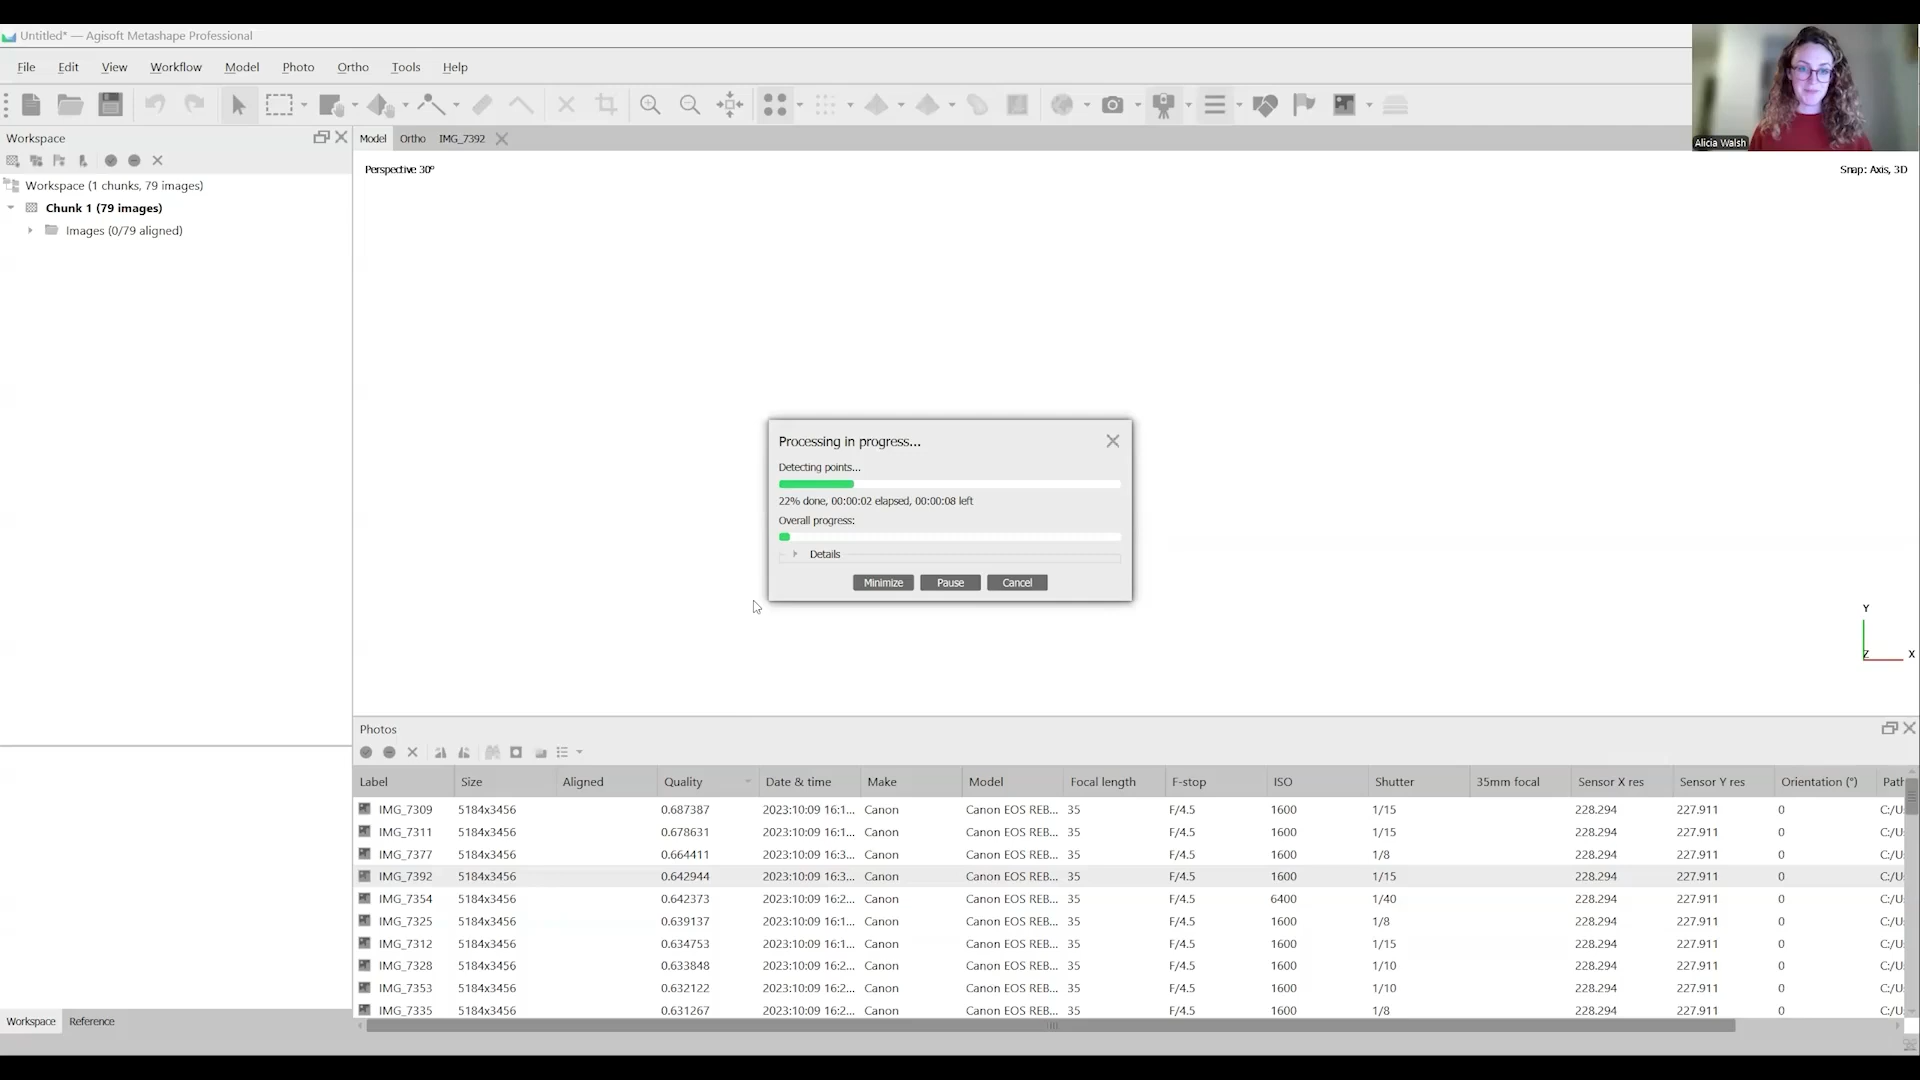 Untitled* — Agisoft Metashape Professional
File Edit View Workflow Model Photo Ortho Tools Help
Alicia Walsh
Workspace
Model Ortho IMG_7392
Perspective 30°
Snap: Axis, 3D
Workspace (1 chunks, 79 images)
Chunk 1 (79 images)
Images (0/79 aligned)
Processing in progress...
Detecting points...
22% done, 00:00:02 elapsed, 00:00:08 left
Overall progress:
Details
Minimize Pause Cancel
Y
Z X
Photos
Label Size Aligned Quality Date & time Make Model Focal length F-stop ISO Shutter 35mm focal Sensor X res Sensor Y res Orientation (°) Path
IMG_7309 5184x3456 0.687387 2023:10:09 16:1... Canon Canon EOS REB... 35 F/4.5 1600 1/15 228.294 227.911 0 C:/U
IMG_7311 5184x3456 0.678631 2023:10:09 16:1... Canon Canon EOS REB... 35 F/4.5 1600 1/15 228.294 227.911 0 C:/U
IMG_7377 5184x3456 0.664411 2023:10:09 16:3... Canon Canon EOS REB... 35 F/4.5 1600 1/8 228.294 227.911 0 C:/U
IMG_7392 5184x3456 0.642944 2023:10:09 16:3... Canon Canon EOS REB... 35 F/4.5 1600 1/15 228.294 227.911 0 C:/U
IMG_7354 5184x3456 0.642373 2023:10:09 16:2... Canon Canon EOS REB... 35 F/4.5 6400 1/40 228.294 227.911 0 C:/U
IMG_7325 5184x3456 0.639137 2023:10:09 16:1... Canon Canon EOS REB... 35 F/4.5 1600 1/8 228.294 227.911 0 C:/U
IMG_7312 5184x3456 0.634753 2023:10:09 16:1... Canon Canon EOS REB... 35 F/4.5 1600 1/15 228.294 227.911 0 C:/U
IMG_7328 5184x3456 0.633848 2023:10:09 16:2... Canon Canon EOS REB... 35 F/4.5 1600 1/10 228.294 227.911 0 C:/U
IMG_7353 5184x3456 0.632122 2023:10:09 16:2... Canon Canon EOS REB... 35 F/4.5 1600 1/10 228.294 227.911 0 C:/U
IMG_7335 5184x3456 0.631267 2023:10:09 16:2... Canon Canon EOS REB... 35 F/4.5 1600 1/8 228.294 227.911 0 C:/U
Workspace Reference